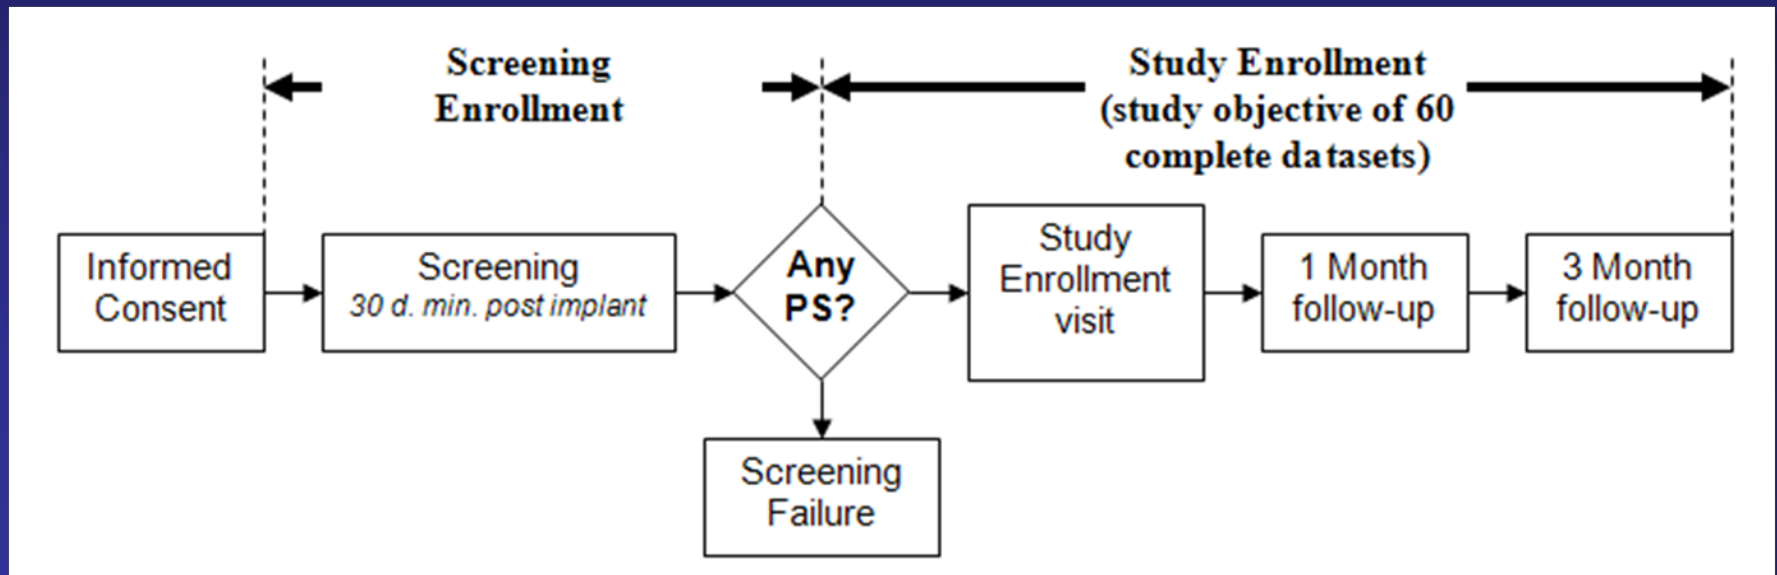 Screening
Enrollment
Study Enrollment
(study objective of 60
complete datasets)
Informed
Consent
Screening
30 d. min. post implant
Any
PS?
Study
Enrollment
visit
1 Month
follow-up
3 Month
follow-up
Screening
Failure